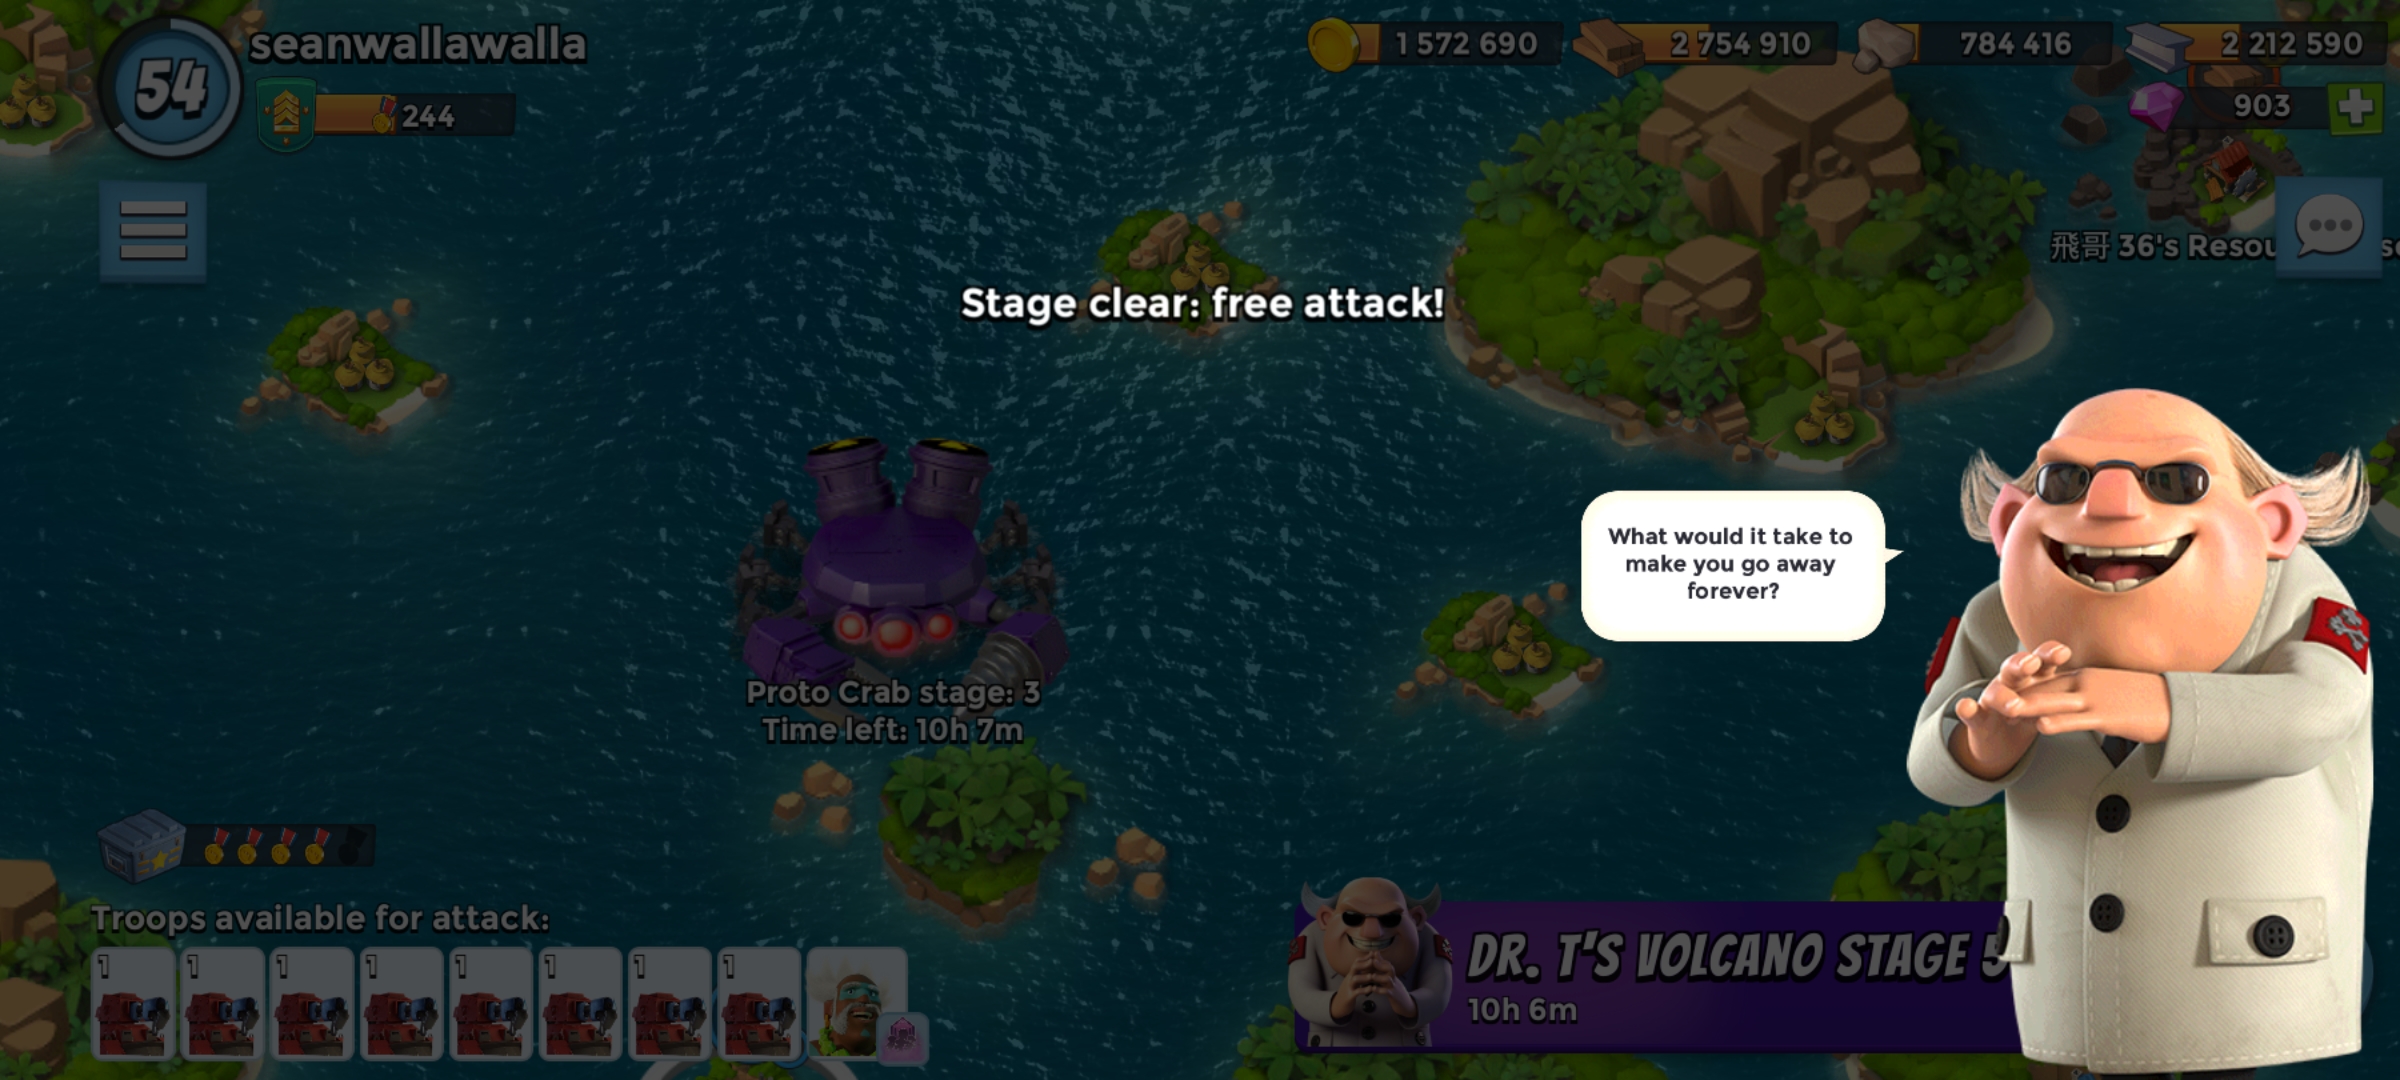 54
seanwallawalla
244
1 572 690
2 754 910
784 416
2 212 590
903
飛哥 36's Resou
Stage clear: free attack!
What would it take to
make you go away
forever?
Proto Crab stage: 3
Time left: 10h 7m
Troops available for attack:
1 1 1 1 1 1 1 1
DR. T'S VOLCANO STAGE 5
10h 6m